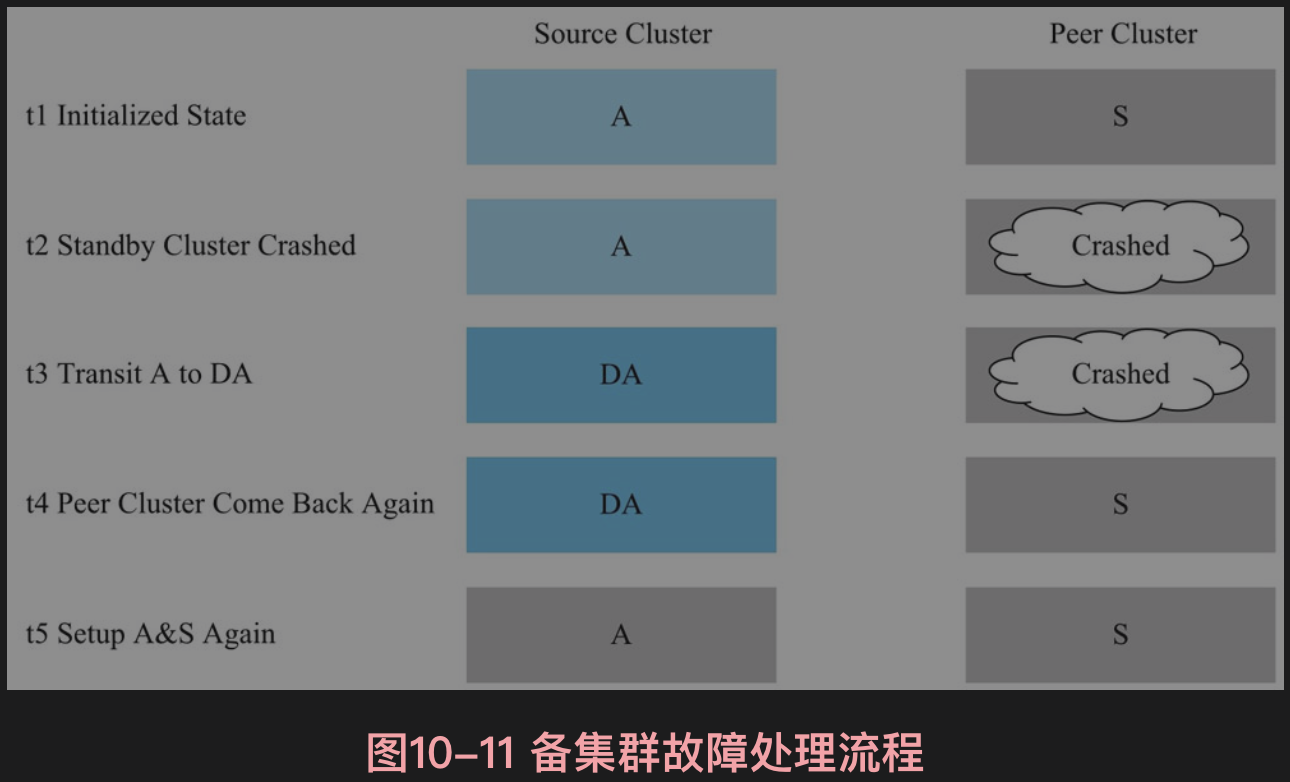 Source Cluster Peer Cluster
t1 Initialized State A S
t2 Standby Cluster Crashed A Crashed
t3 Transit A to DA DA Crashed
t4 Peer Cluster Come Back Again DA S
t5 Setup A&S Again A S
图10-11 备集群故障处理流程